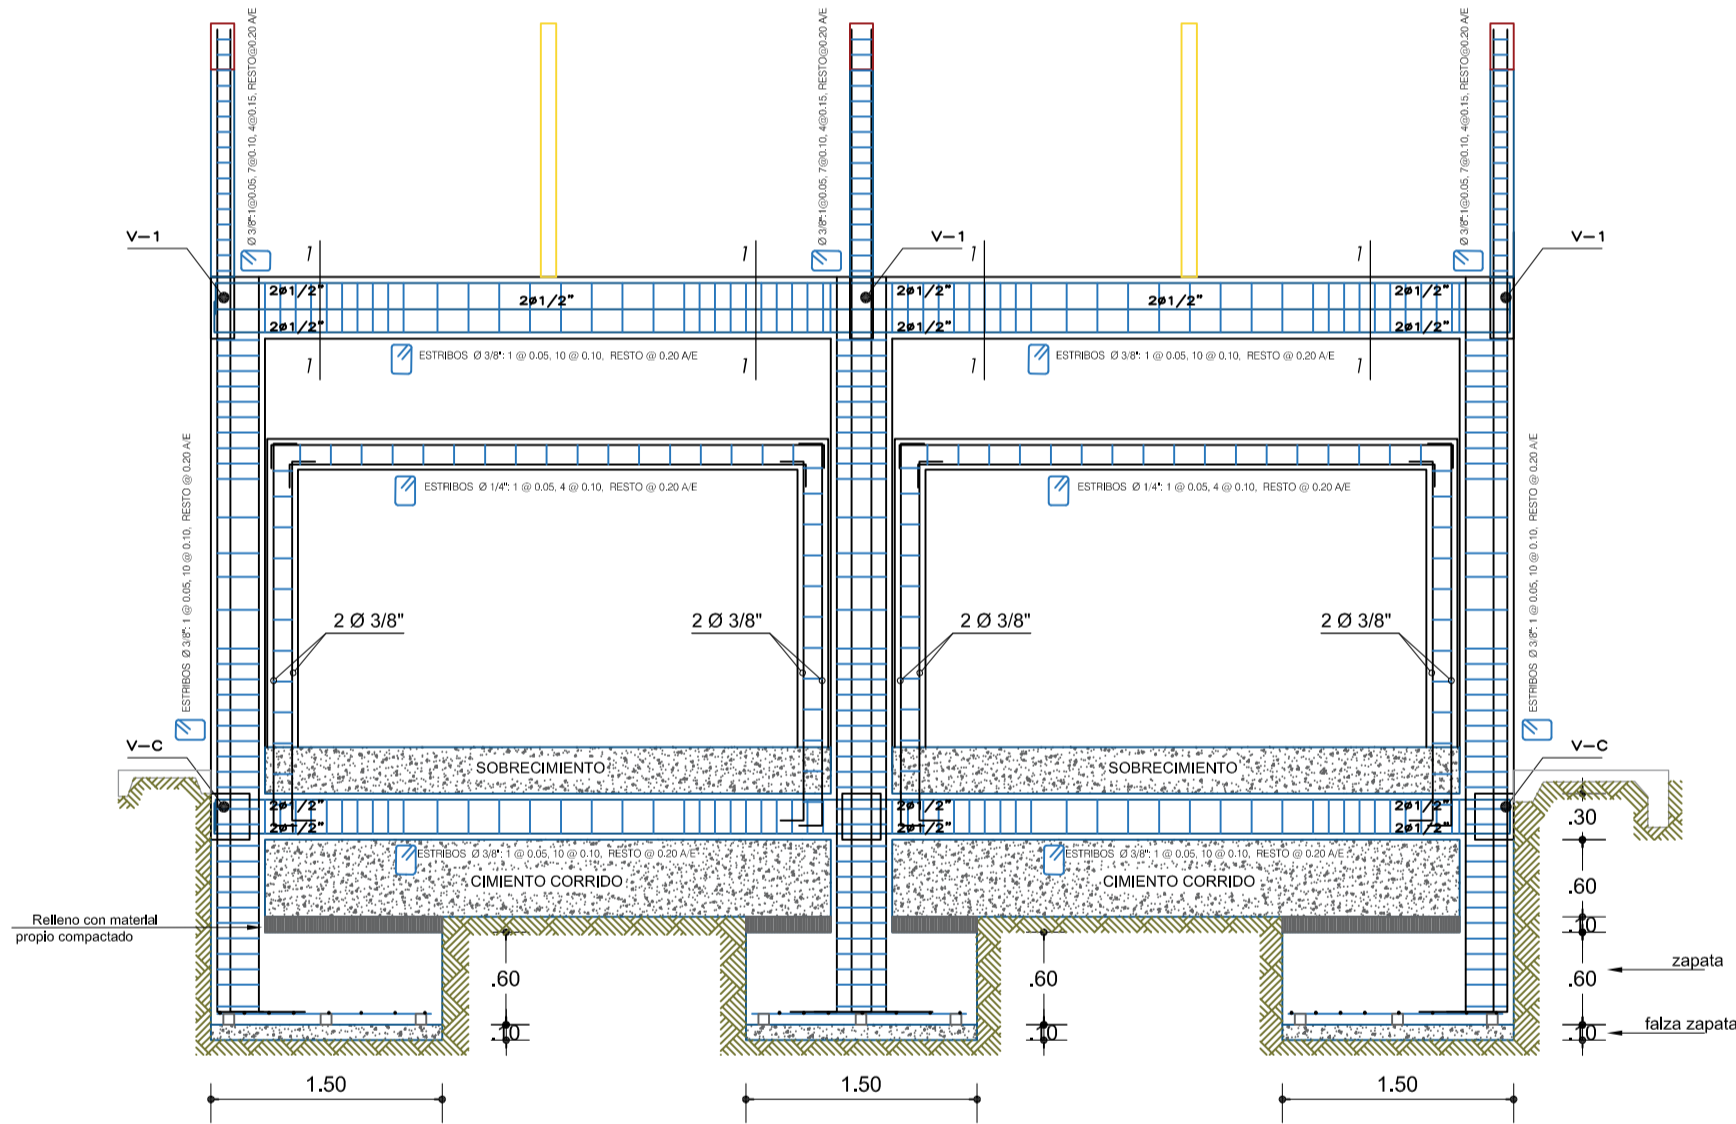 Ø 3/8":1@0.05, 7@0.10, 4@0.15, RESTO@0.20 A/E
Ø 3/8":1@0.05, 7@0.10, 4@0.15, RESTO@0.20 A/E
Ø 3/8":1@0.05, 7@0.10, 4@0.15, RESTO@0.20 A/E
V-1
1
1
V-1
1
1
V-1
2ø1/2"
2ø1/2"
2ø1/2"
2ø1/2"
2ø1/2"
2ø1/2"
2ø1/2"
2ø1/2"
2ø1/2"
1
ESTRIBOS Ø 3/8": 1 @ 0.05, 10 @ 0.10, RESTO @ 0.20 A/E
1
1
ESTRIBOS Ø 3/8": 1 @ 0.05, 10 @ 0.10, RESTO @ 0.20 A/E
1
ESTRIBOS Ø 3/8": 1 @ 0.05, 10 @ 0.10, RESTO @ 0.20 A/E
ESTRIBOS Ø 1/4": 1 @ 0.05, 4 @ 0.10, RESTO @ 0.20 A/E
ESTRIBOS Ø 1/4": 1 @ 0.05, 4 @ 0.10, RESTO @ 0.20 A/E
ESTRIBOS Ø 3/8": 1 @ 0.05, 10 @ 0.10, RESTO @ 0.20 A/E
2 Ø 3/8"
2 Ø 3/8"
2 Ø 3/8"
2 Ø 3/8"
V-C
V-C
SOBRECIMIENTO
SOBRECIMIENTO
2ø1/2"
2ø1/2"
2ø1/2"
2ø1/2"
2ø1/2"
2ø1/2"
.30
ESTRIBOS Ø 3/8": 1 @ 0.05, 10 @ 0.10, RESTO @ 0.20 A/E
ESTRIBOS Ø 3/8": 1 @ 0.05, 10 @ 0.10, RESTO @ 0.20 A/E
CIMIENTO CORRIDO
CIMIENTO CORRIDO
.60
Relleno con material
propio compactado
.10
.60
.60
.60
zapata
.10
.10
.10
falza zapata
1.50
1.50
1.50